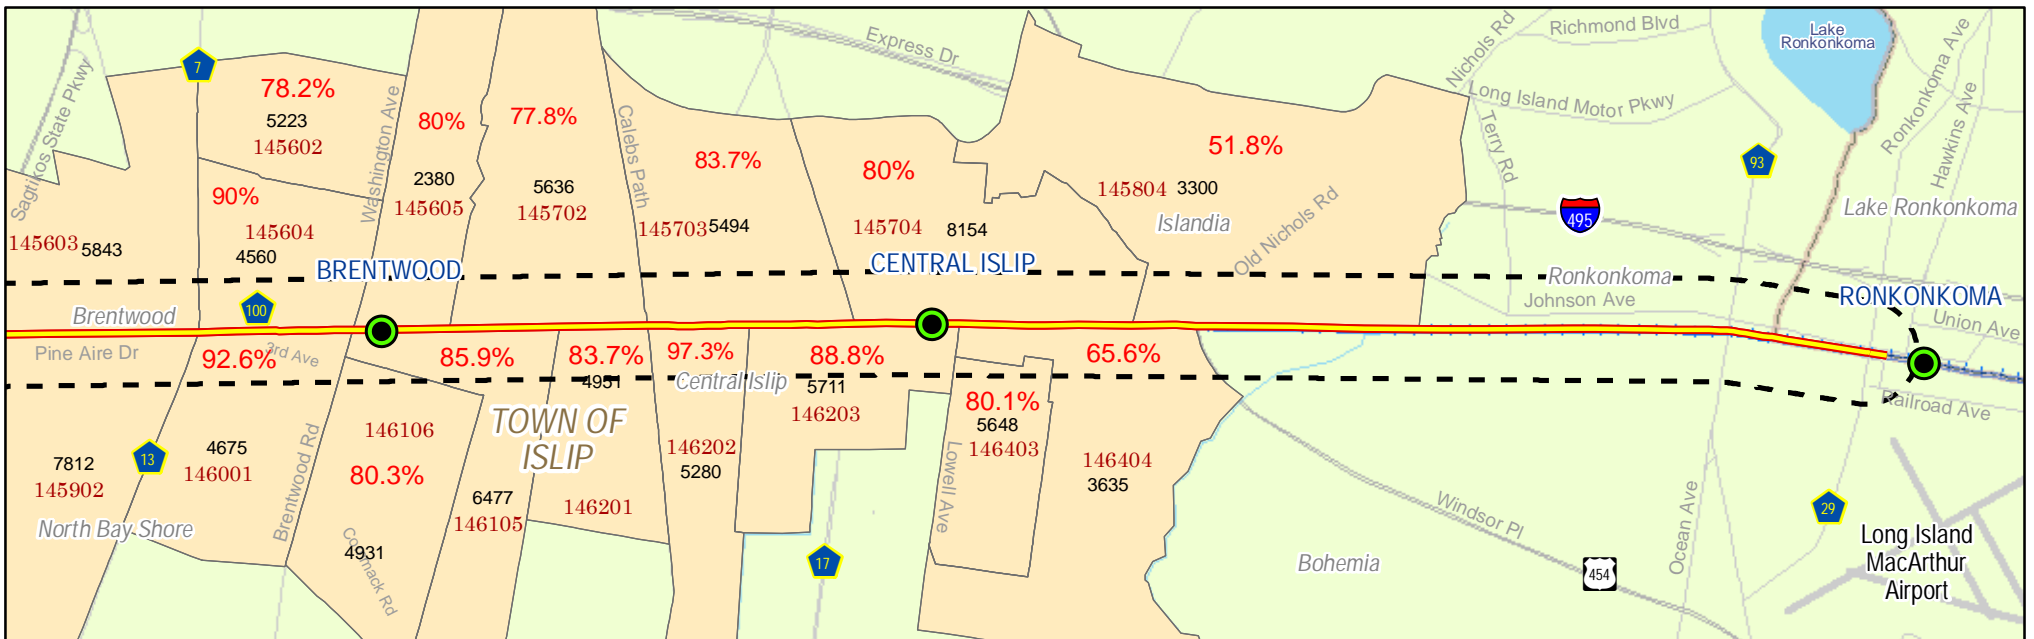 Lake
Ronkonkoma
Richmond Blvd
Nichols Rd
Express Dr
7
78.2%
5223
145602
Sagtikos State Pkwy
Washington Ave
80%
2380
145605
77.8%
5636
145702
Calebs Path
83.7%
145703
5494
80%
145704
8154
51.8%
145804
3300
Islandia
Old Nichols Rd
Long Island Motor Pkwy
Terry Rd
93
495
Ronkonkoma Ave
Hawkins Ave
Lake Ronkonkoma
90%
145604
4560
145603
5843
BRENTWOOD
CENTRAL ISLIP
Ronkonkoma
Johnson Ave
RONKONKOMA
Union Ave
Brentwood
100
Pine Aire Dr
92.6%
3rd Ave
85.9%
83.7%
4951
97.3%
Central Islip
88.8%
5711
146203
65.6%
80.1%
5648
146403
Railroad Ave
TOWN OF
ISLIP
146106
80.3%
4931
Commack Rd
Brentwood Rd
4675
146001
13
7812
145902
North Bay Shore
6477
146105
146201
146202
5280
Lowell Ave
146404
3635
17
Windsor Pl
Bohemia
454
Ocean Ave
29
Long Island
MacArthur
Airport